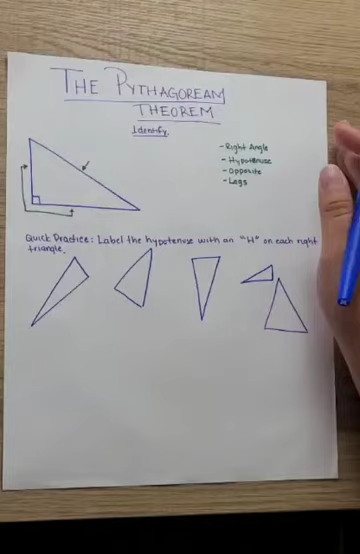 THE PYTHAGOREAM
THEOREM
Identify
- Right Angle
- Hypotenuse
- Opposite
- Legs
Quick Practice: Label the hypotenuse with an "H" on each right
triangle.